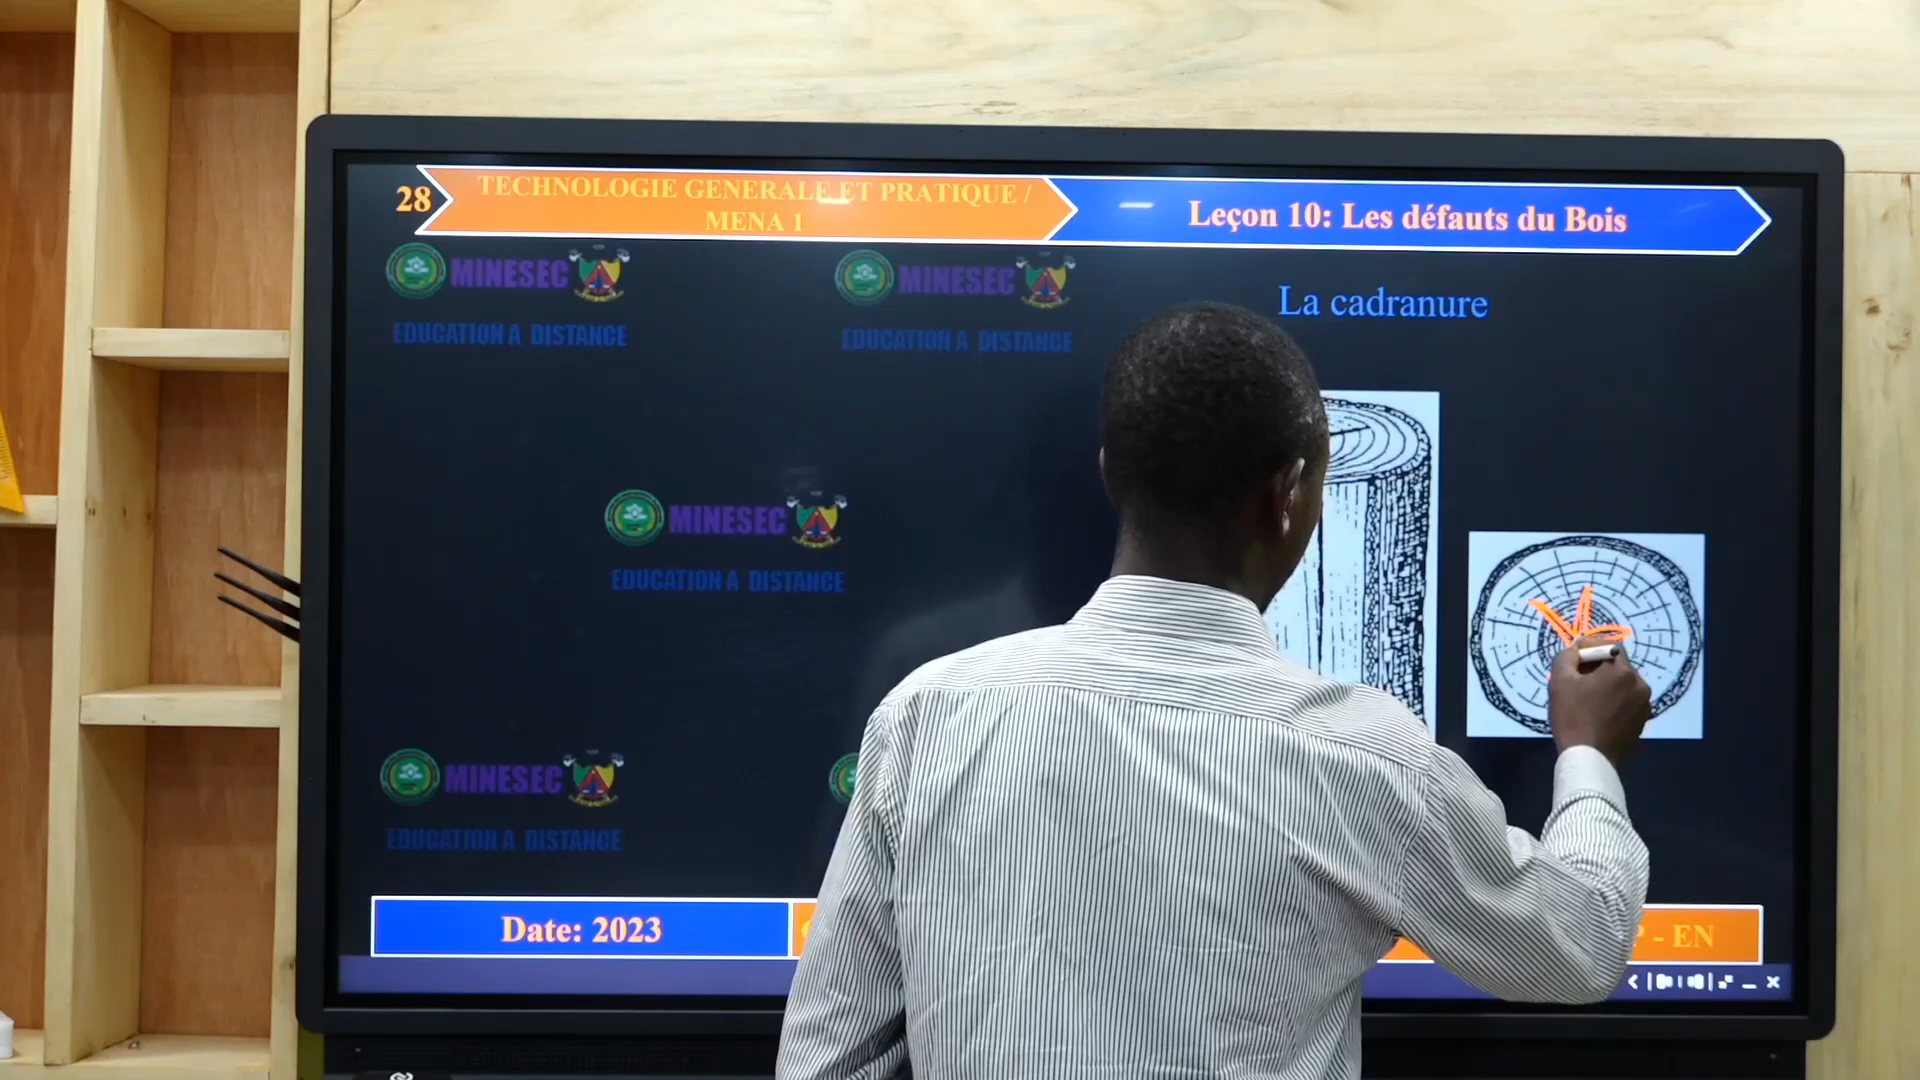 28
TECHNOLOGIE GENERALE ET PRATIQUE /
MENA 1
Leçon 10: Les défauts du Bois
MINESEC
EDUCATION A DISTANCE
MINESEC
EDUCATION A DISTANCE
La cadranure
MINESEC
EDUCATION A DISTANCE
MINESEC
EDUCATION A DISTANCE
Date: 2023
- EN